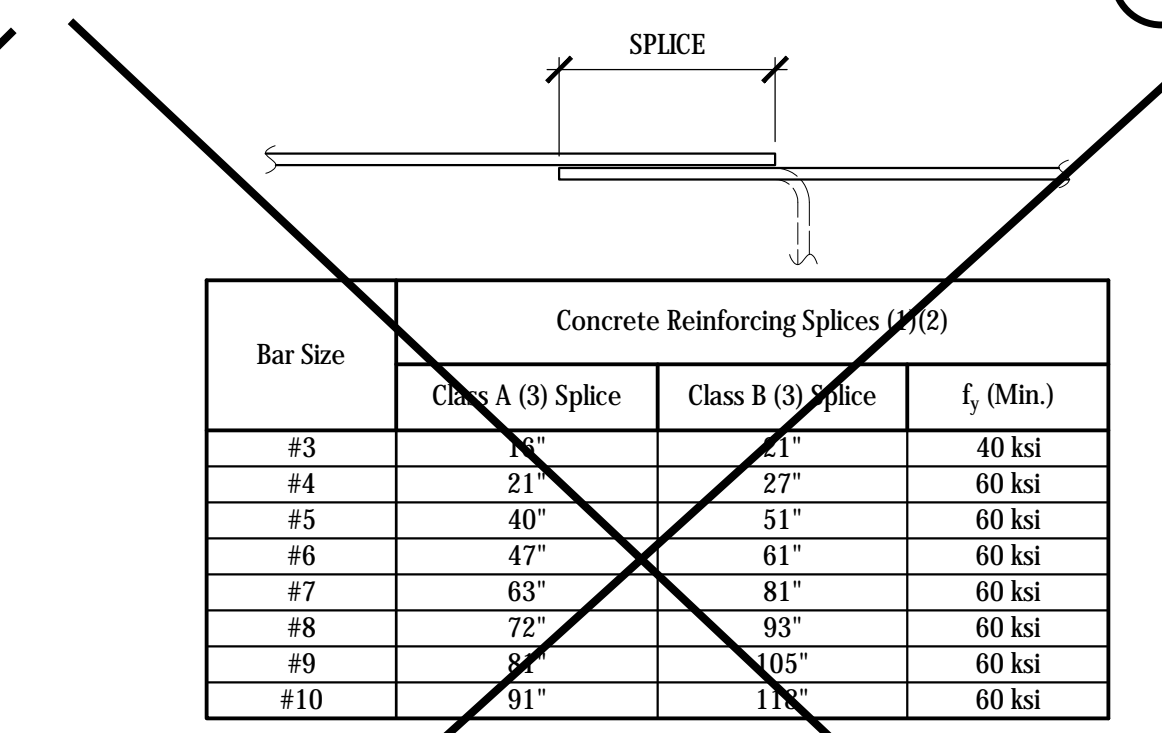 SPLICE
Bar Size
Concrete Reinforcing Splices (1)(2)
Class A (3) Splice Class B (3) Splice fy (Min.)
#3 16" 21" 40 ksi
#4 21" 27" 60 ksi
#5 40" 51" 60 ksi
#6 47" 61" 60 ksi
#7 63" 81" 60 ksi
#8 72" 93" 60 ksi
#9 81" 105" 60 ksi
#10 91" 118" 60 ksi